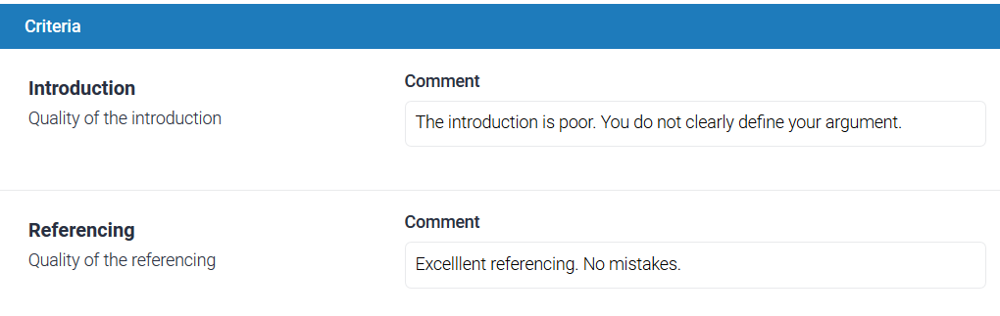 Criteria
Introduction
Quality of the introduction
Comment
The introduction is poor. You do not clearly define your argument.
Referencing
Quality of the referencing
Comment
Excelllent referencing. No mistakes.